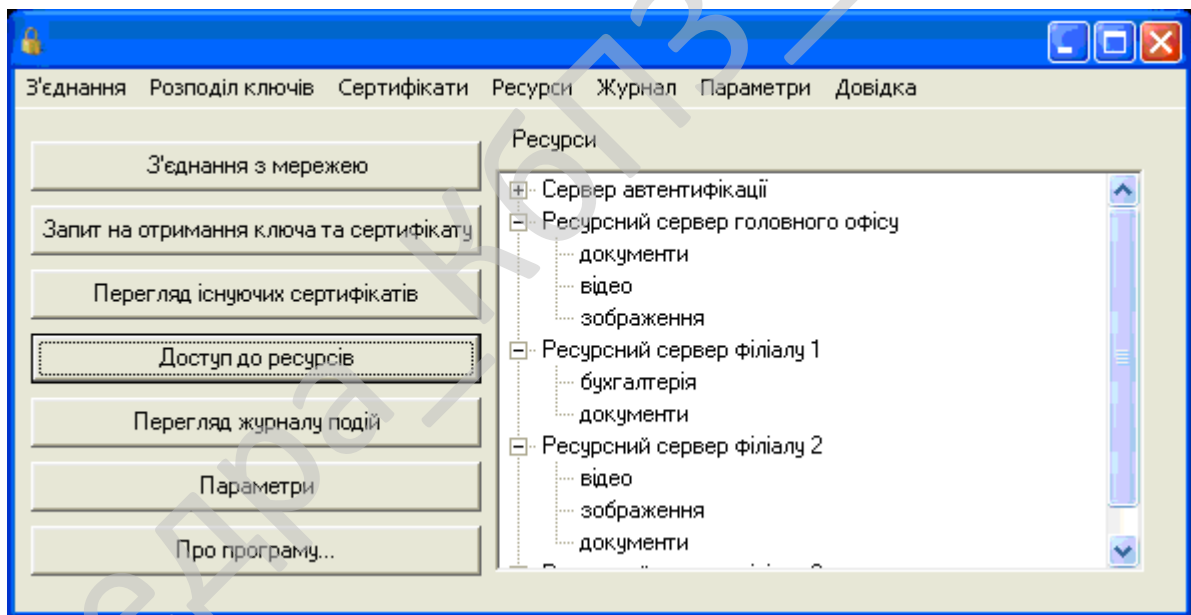 З'єднання Розподіл ключів Сертифікати Ресурси Журнал Параметри Довідка
З'єднання з мережею
Запит на отримання ключа та сертифікату
Перегляд існуючих сертифікатів
Доступ до ресурсів
Перегляд журналу подій
Параметри
Про програму...
Ресурси
Сервер автентифікації
Ресурсний сервер головного офісу
документи
відео
зображення
Ресурсний сервер філіалу 1
бухгалтерія
документи
Ресурсний сервер філіалу 2
відео
зображення
документи